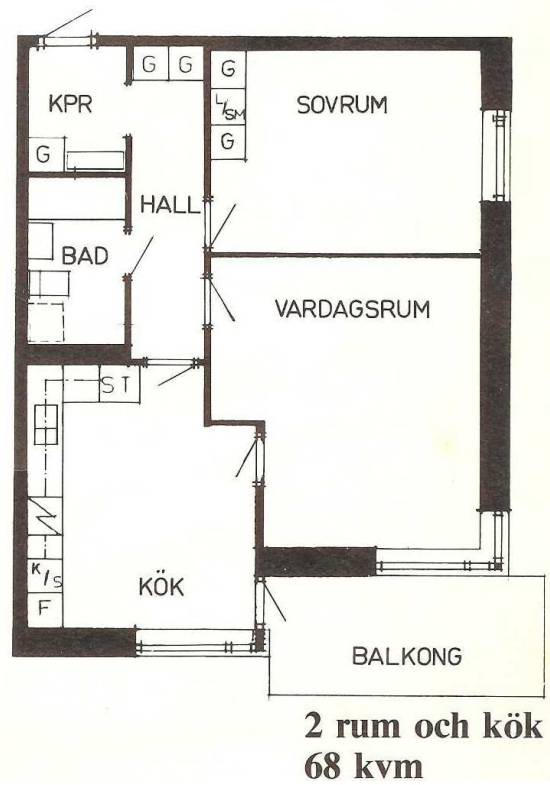 G G G
KPR
L/SM
SOVRUM
G
G
HALL
BAD
VARDAGSRUM
ST
K/S
KÖK
F
BALKONG
2 rum och kök
68 kvm